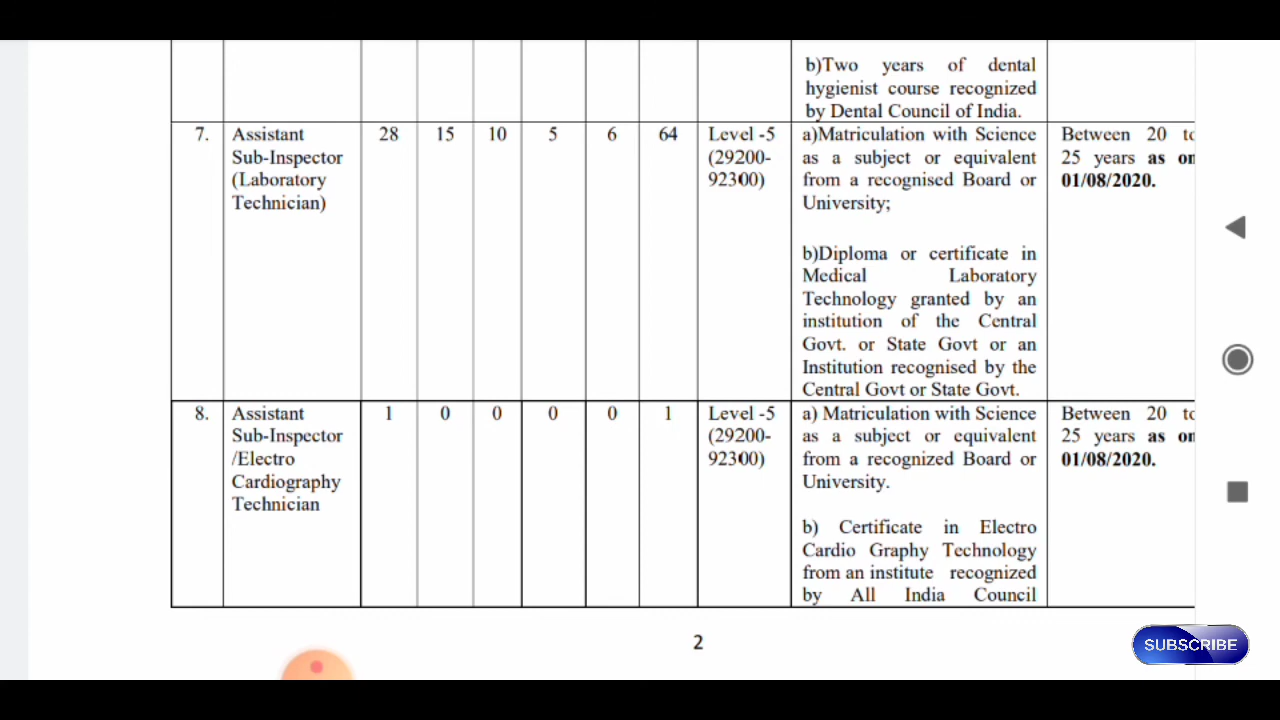 b)Two years of dental
hygienist course recognized
by Dental Council of India.
7. Assistant 28 15 10 5 6 64 Level -5 a)Matriculation with Science Between 20 to
Sub-Inspector (29200- as a subject or equivalent 25 years as on
(Laboratory 92300) from a recognised Board or 01/08/2020.
Technician) University;
b)Diploma or certificate in
Medical Laboratory
Technology granted by an
institution of the Central
Govt. or State Govt or an
Institution recognised by the
Central Govt or State Govt.
8. Assistant 1 0 0 0 0 1 Level -5 a) Matriculation with Science Between 20 to
Sub-Inspector (29200- as a subject or equivalent 25 years as on
/Electro 92300) from a recognized Board or 01/08/2020.
Cardiography University.
Technician
b) Certificate in Electro
Cardio Graphy Technology
from an institute recognized
by All India Council
2
SUBSCRIBE